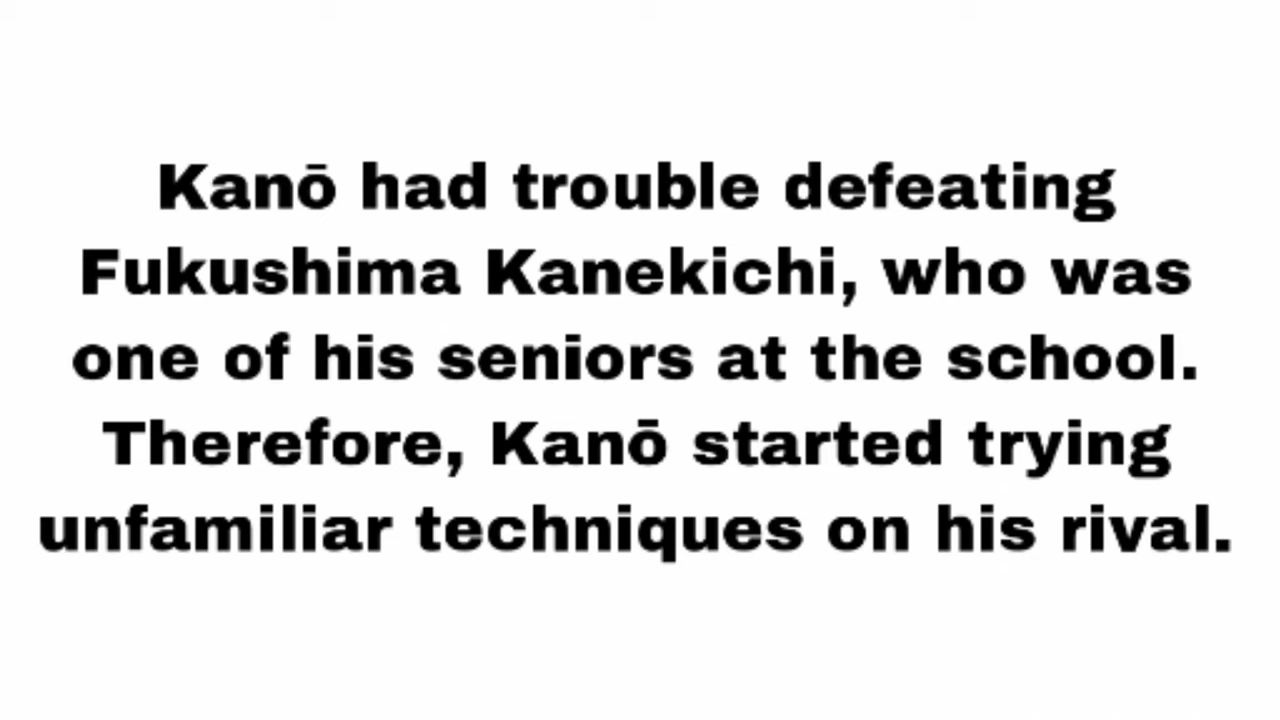 Kanō had trouble defeating
Fukushima Kanekichi, who was
one of his seniors at the school.
Therefore, Kanō started trying
unfamiliar techniques on his rival.